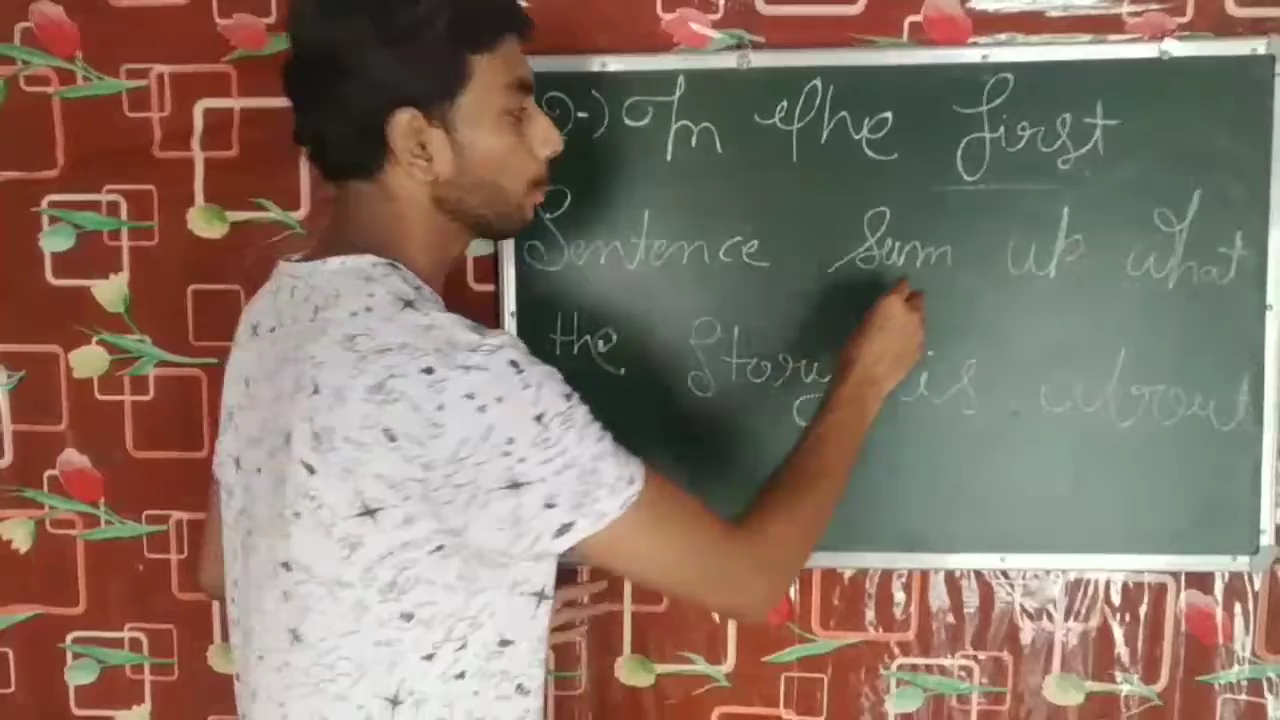 2-) In the first
Sentence Sum up what
the Story is about